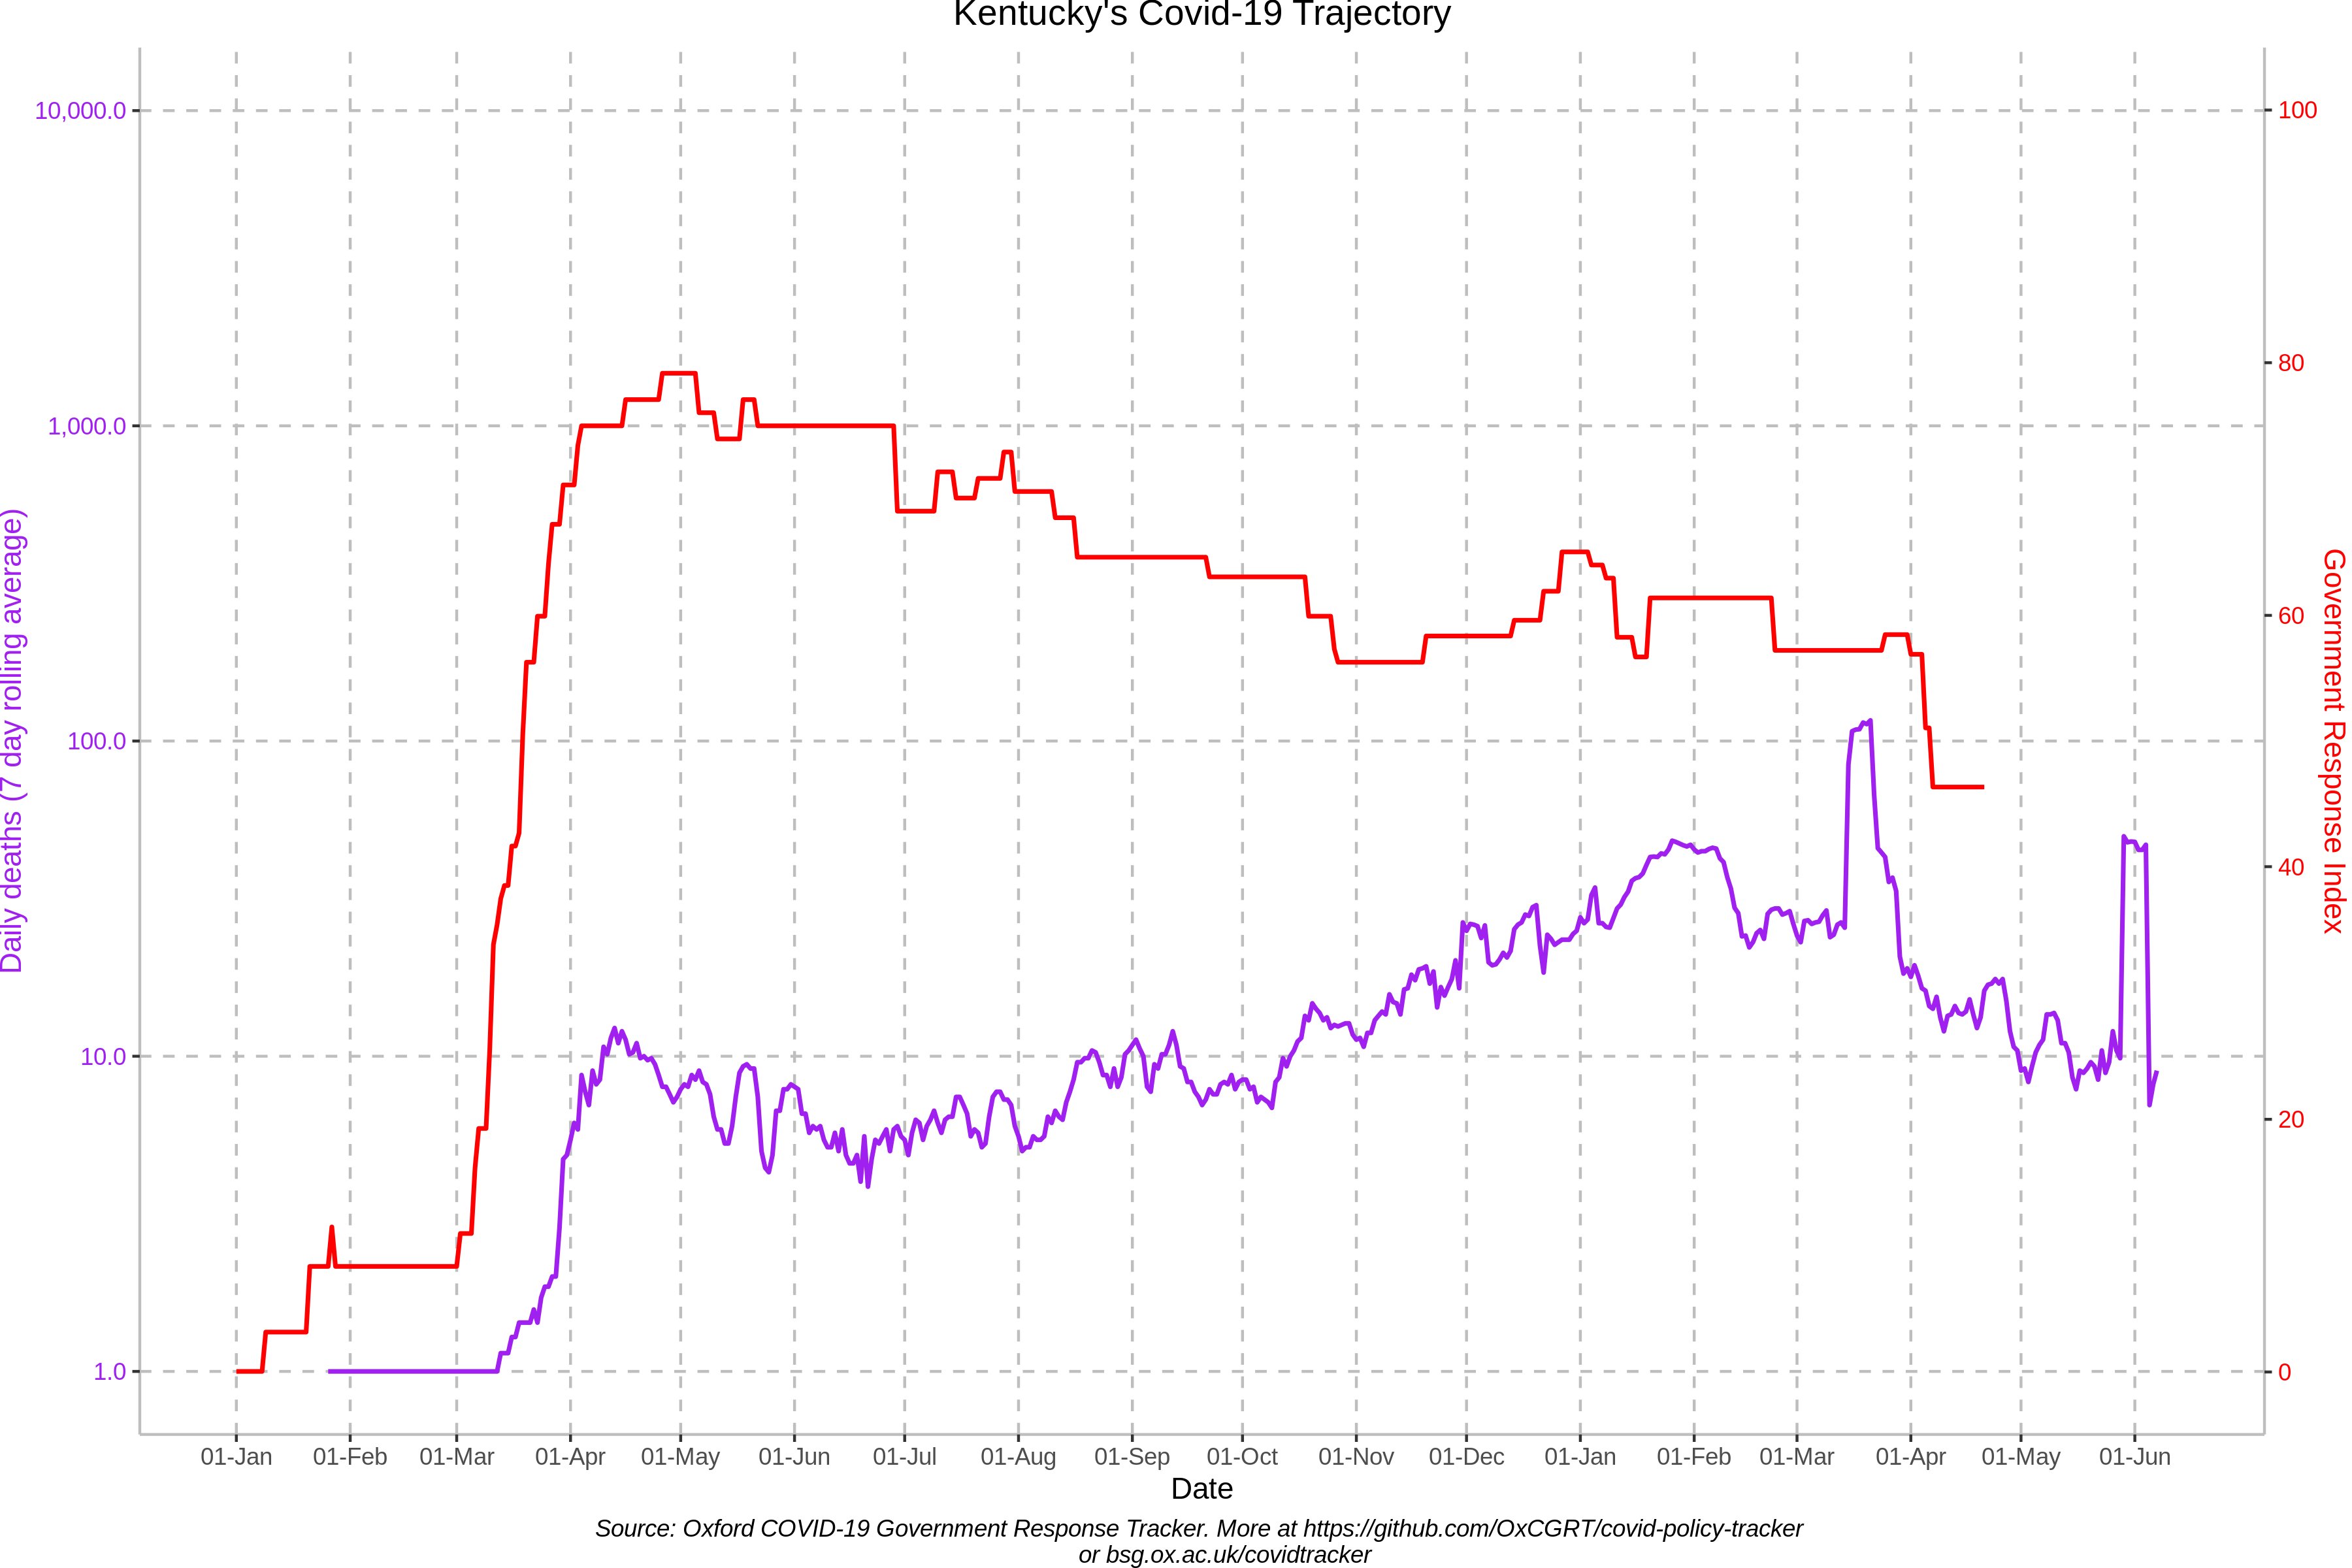 Kentucky's Covid-19 Trajectory
10,000.0
1,000.0
100.0
10.0
1.0
Daily deaths (7 day rolling average)
100
80
60
40
20
0
Government Response Index
01-Jan 01-Feb 01-Mar 01-Apr 01-May 01-Jun 01-Jul 01-Aug 01-Sep 01-Oct 01-Nov 01-Dec 01-Jan 01-Feb 01-Mar 01-Apr 01-May 01-Jun
Date
Source: Oxford COVID-19 Government Response Tracker. More at https://github.com/OxCGRT/covid-policy-tracker
or bsg.ox.ac.uk/covidtracker